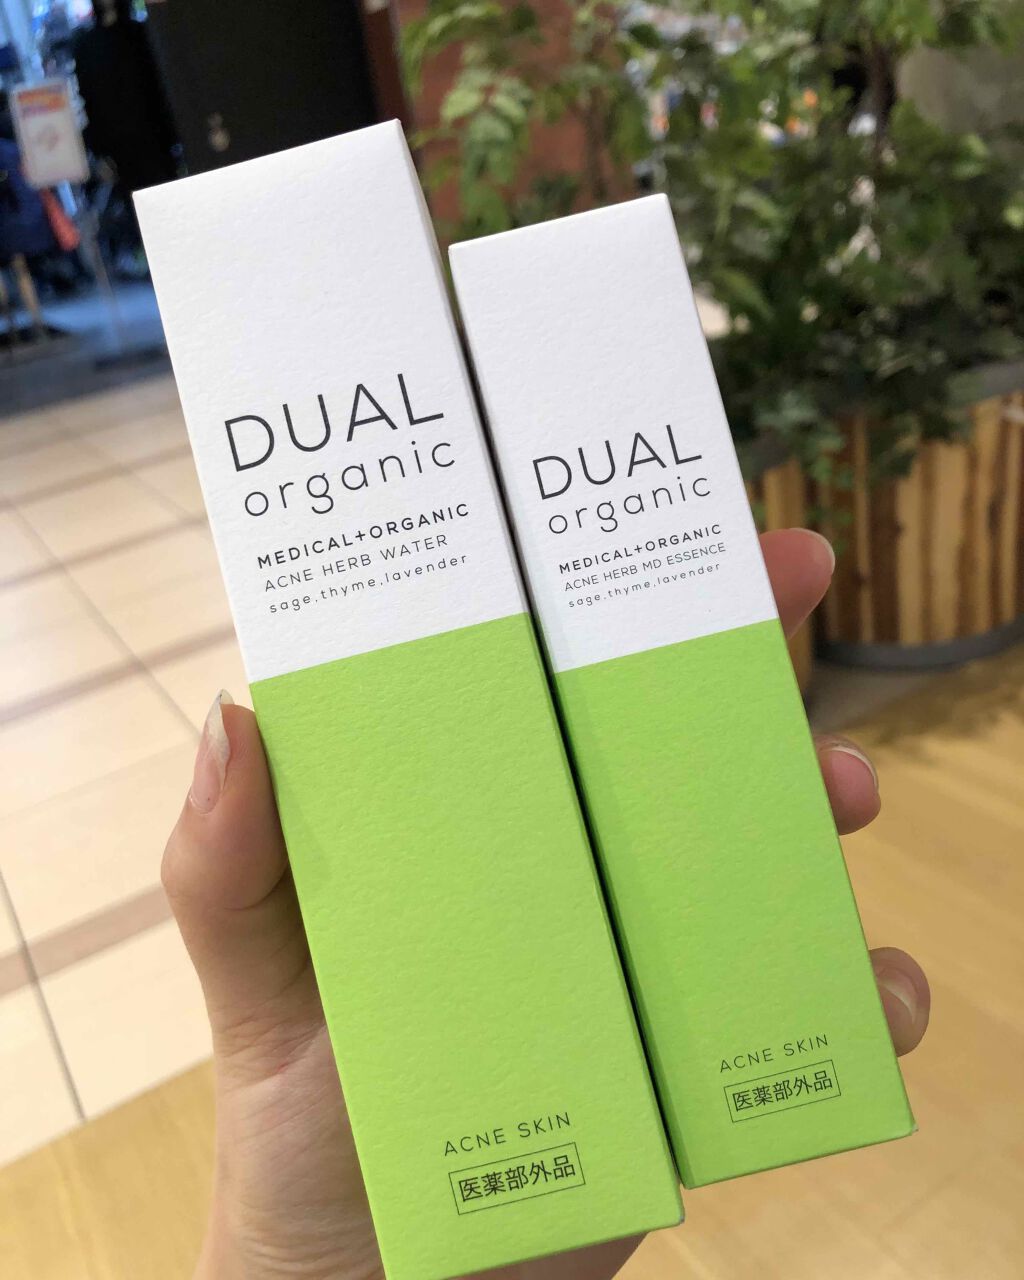 DUAL
organic
MEDICAL+ORGANIC
ACNE HERB WATER
sage,thyme,lavender
ACNE SKIN
医薬部外品
DUAL
organic
MEDICAL+ORGANIC
ACNE HERB MD ESSENCE
sage,thyme,lavender
ACNE SKIN
医薬部外品